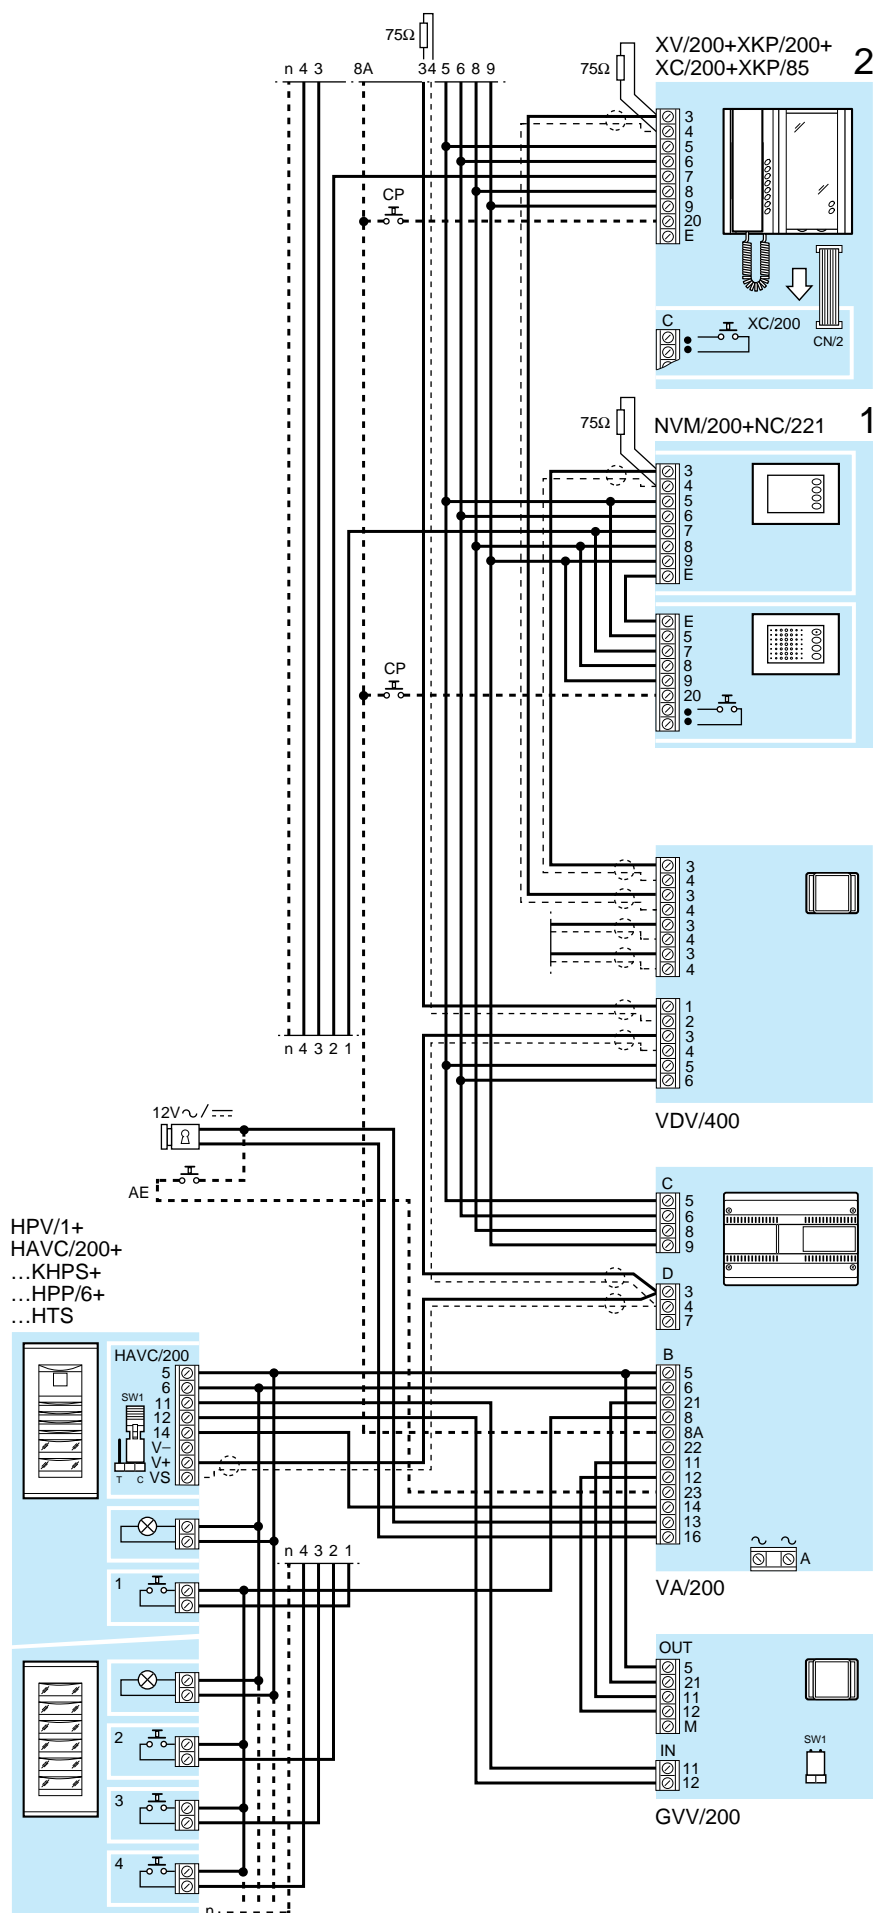 75Ω
n 4 3 8A 3 4 5 6 8 9
75Ω
XV/200+XKP/200+
XC/200+XKP/85
2
3
4
5
6
7
8
9
20
E
CP
C
XC/200
CN/2
75Ω
NVM/200+NC/221
1
3
4
5
6
7
8
9
E
E
5
7
8
9
20
CP
3
4
3
4
3
4
3
4
1
2
3
4
5
6
VDV/400
n 4 3 2 1
12V
AE
C
5
6
8
9
D
3
4
7
B
5
6
21
8
8A
22
11
12
23
14
13
16
A
VA/200
HPV/1+
HAVC/200+
...KHPS+
...HPP/6+
...HTS
HAVC/200
5
6
11
12
14
V–
V+
VS
SW1
T C
n 4 3 2 1
1
2
3
4
n
OUT
5
21
11
12
M
IN
11
12
SW1
GVV/200